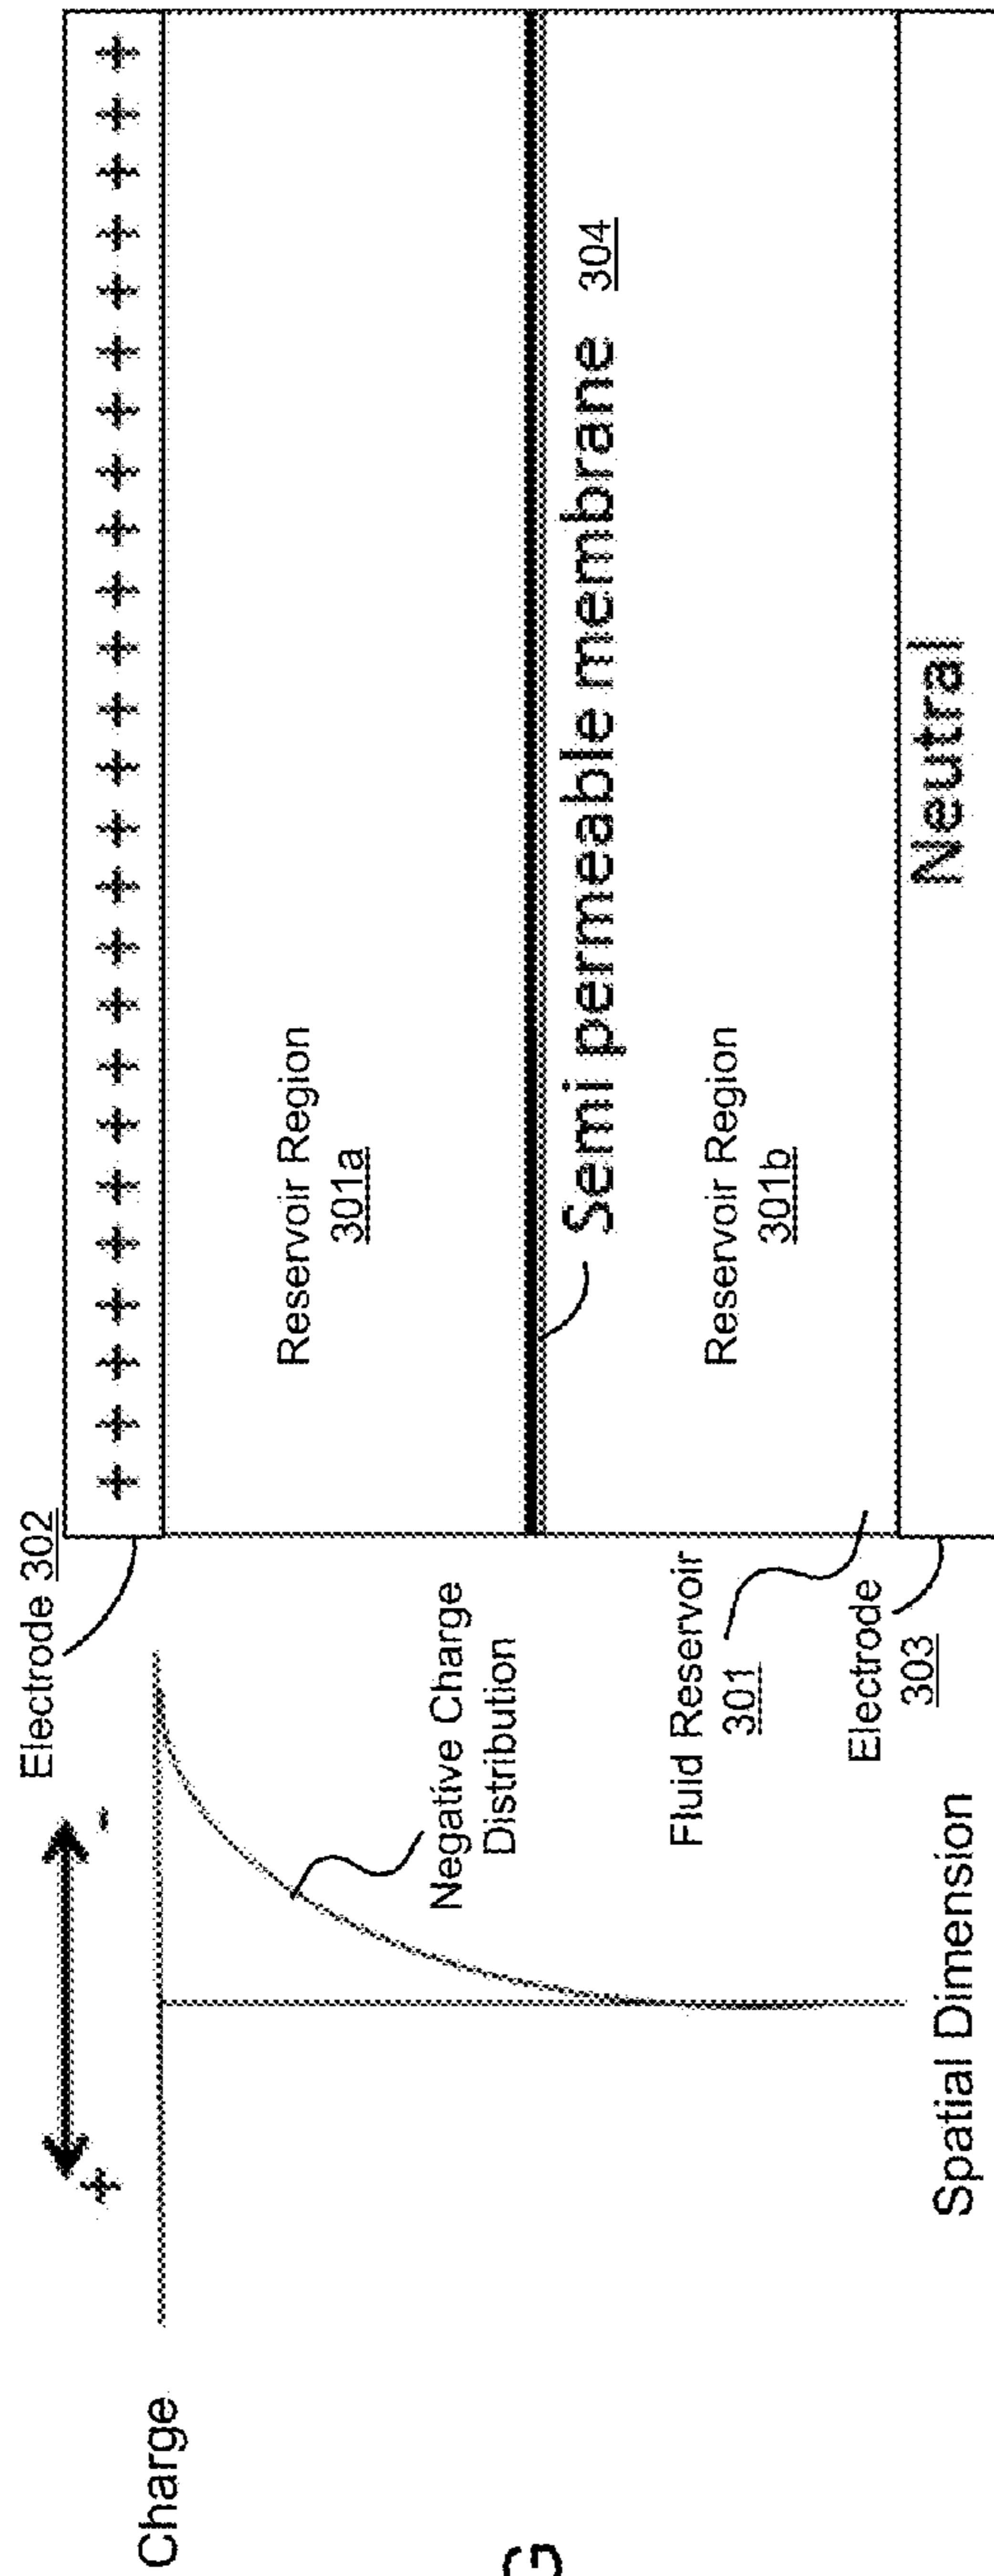 Charge
+ -
Electrode 302
+ + + + + + + + + + + + + + + + + + + + + + + + +
Reservoir Region
301a
Negative Charge
Distribution
Semi permeable membrane 304
Reservoir Region
301b
Fluid Reservoir
301
Electrode
303
Neutral
Spatial Dimension
G